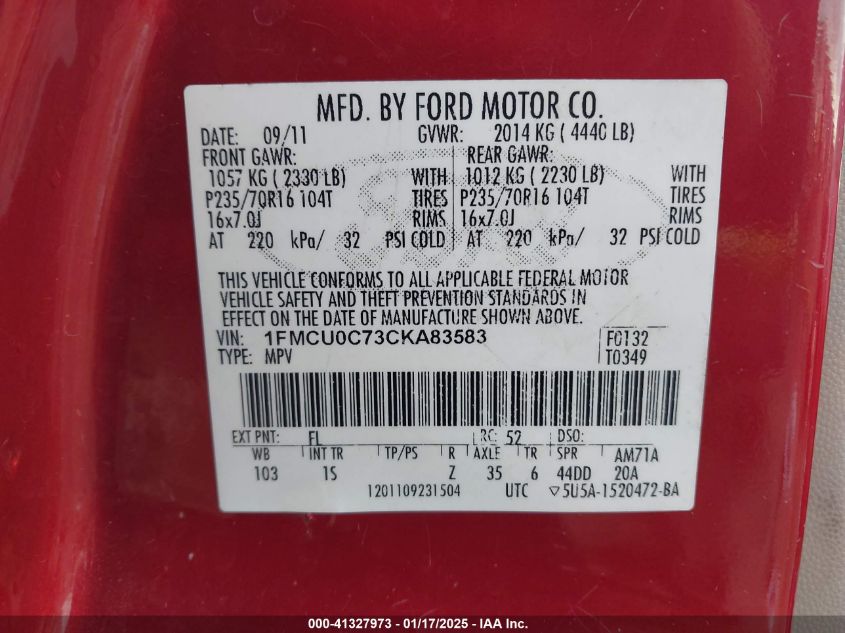 MFD. BY FORD MOTOR CO.
DATE: 09/11 GVWR: 2014 KG ( 4440 LB)
FRONT GAWR: REAR GAWR:
1057 KG ( 2330 LB) WITH 1012 KG ( 2230 LB) WITH
P235/70R16 104T TIRES P235/70R16 104T TIRES
16x7.0J RIMS 16x7.0J RIMS
AT 220 kPa/ 32 PSI COLD AT 220 kPa/ 32 PSI COLD
THIS VEHICLE CONFORMS TO ALL APPLICABLE FEDERAL MOTOR
VEHICLE SAFETY AND THEFT PREVENTION STANDARDS IN
EFFECT ON THE DATE OF MANUFACTURE SHOWN ABOVE.
VIN: 1FMCU0C73CKA83583 F0132
TYPE: MPV T0349
EXT PNT: FL RC: 52 DSO:
WB INT TR TP/PS R AXLE TR SPR AM71A
103 1S Z 35 6 44DD 20A
1201109231504 UTC ▽5U5A-1520472-BA
000-41327973 - 01/17/2025 - IAA Inc.